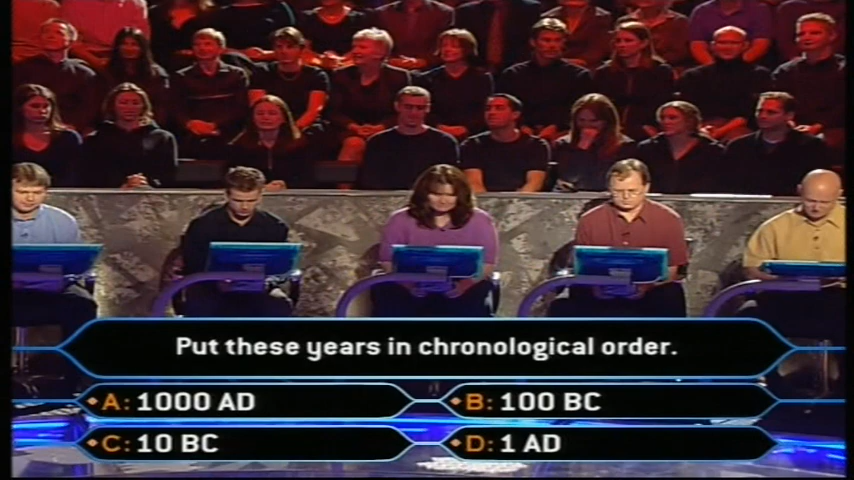 Put these years in chronological order.
A: 1000 AD
B: 100 BC
C: 10 BC
D: 1 AD